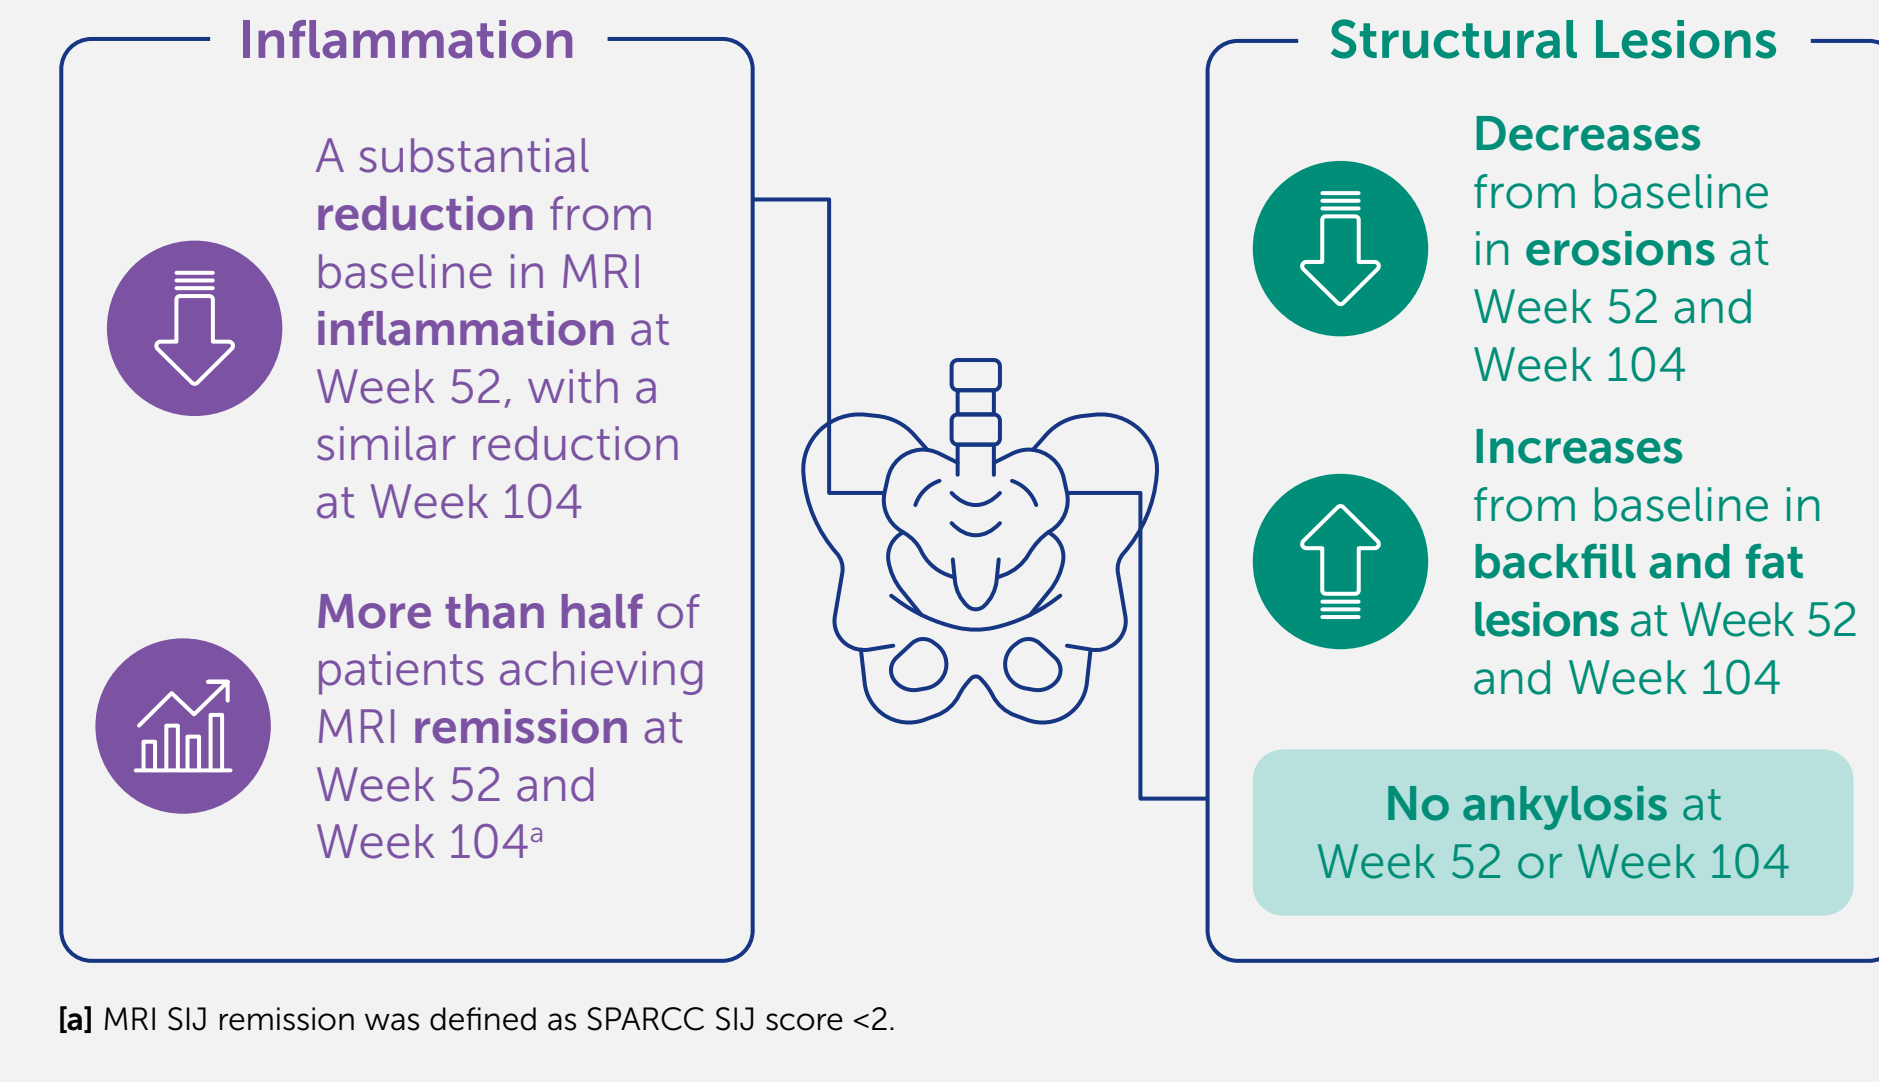 Inflammation
A substantial
reduction from
baseline in MRI
inflammation at
Week 52, with a
similar reduction
at Week 104
More than half of
patients achieving
MRI remission at
Week 52 and
Week 104a
Structural Lesions
Decreases
from baseline
in erosions at
Week 52 and
Week 104
Increases
from baseline in
backfill and fat
lesions at Week 52
and Week 104
No ankylosis at
Week 52 or Week 104
[a] MRI SIJ remission was defined as SPARCC SIJ score <2.